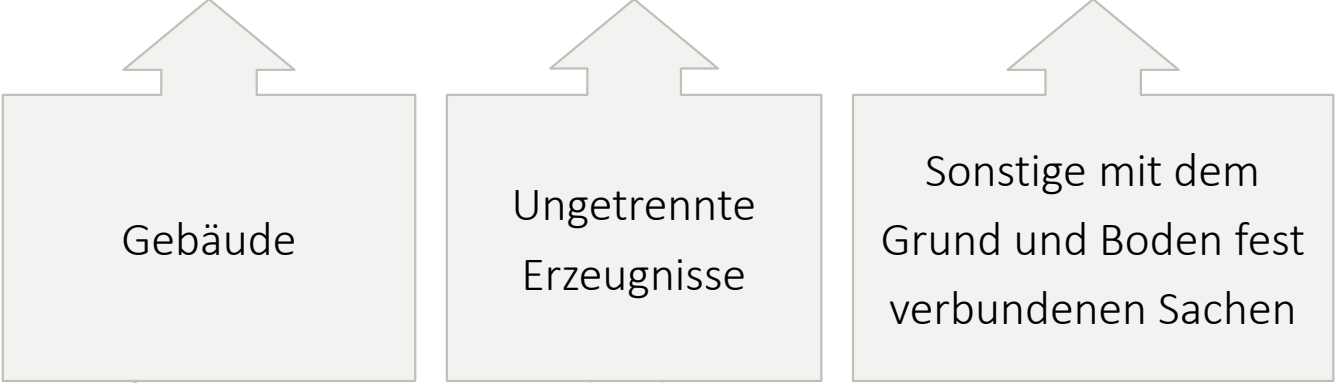 Gebäude
Ungetrennte
Erzeugnisse
Sonstige mit dem
Grund und Boden fest
verbundenen Sachen